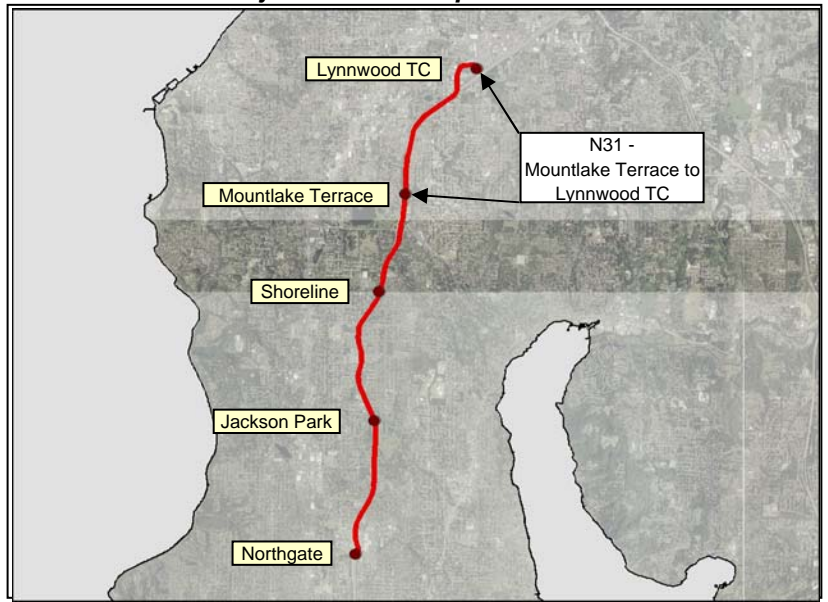 Lynnwood TC
N31 -
Mountlake Terrace to
Lynnwood TC
Mountlake Terrace
Shoreline
Jackson Park
Northgate